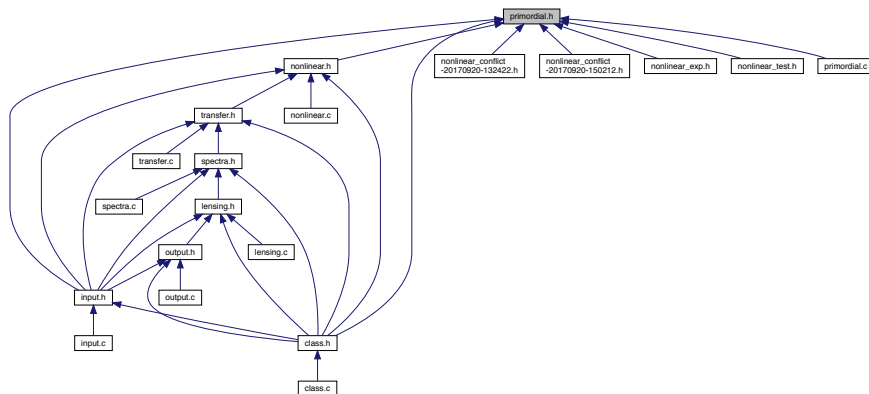 primordial.h
nonlinear.h
nonlinear_conflict
-20170920-132422.h
nonlinear_conflict
-20170920-150212.h
nonlinear_exp.h
nonlinear_test.h
primordial.c
transfer.h
nonlinear.c
transfer.c
spectra.h
spectra.c
lensing.h
output.h
lensing.c
input.h
output.c
input.c
class.h
class.c